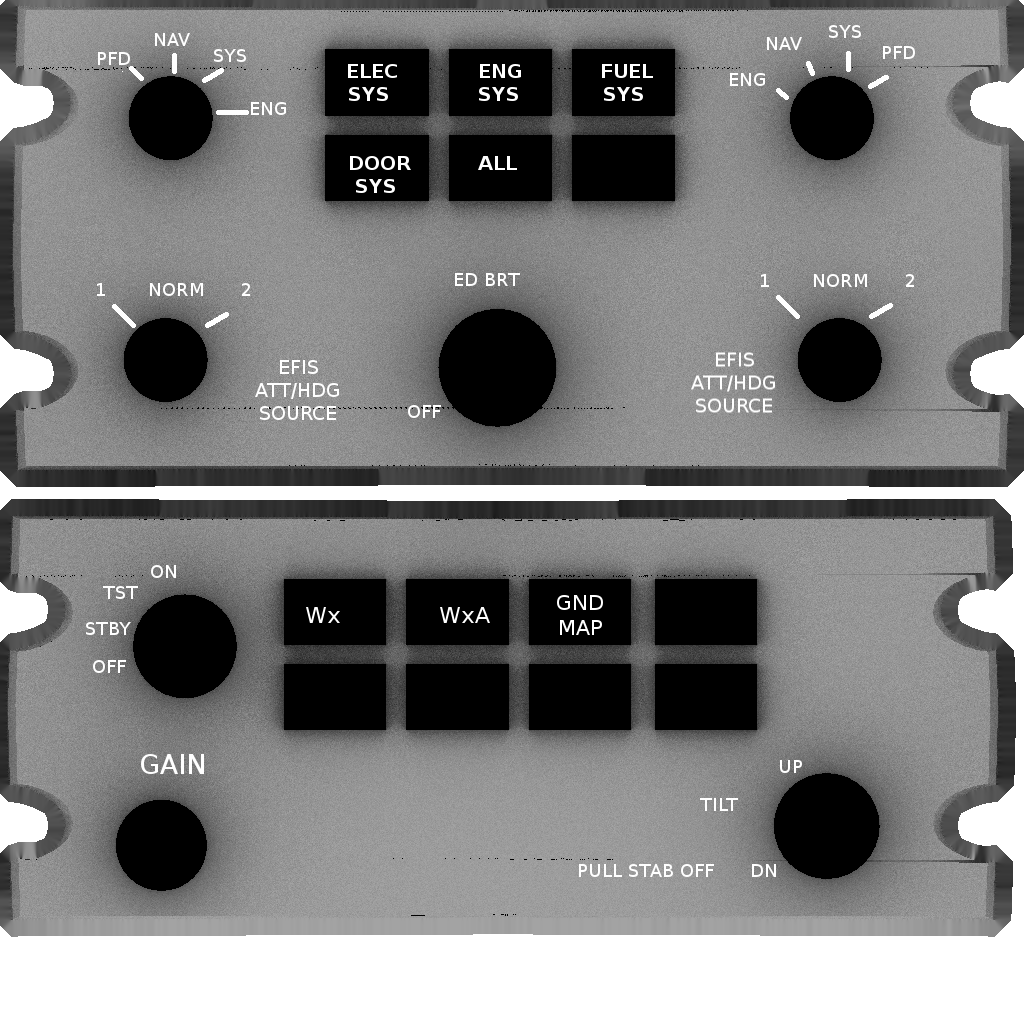 PFD
NAV
SYS
ENG
ELEC
SYS
ENG
SYS
FUEL
SYS
DOOR
SYS
ALL
ENG
NAV
SYS
PFD
1
NORM
2
EFIS
ATT/HDG
SOURCE
ED BRT
OFF
EFIS
ATT/HDG
SOURCE
1
NORM
2
ON
TST
STBY
OFF
Wx
WxA
GND
MAP
GAIN
UP
TILT
PULL STAB OFF
DN